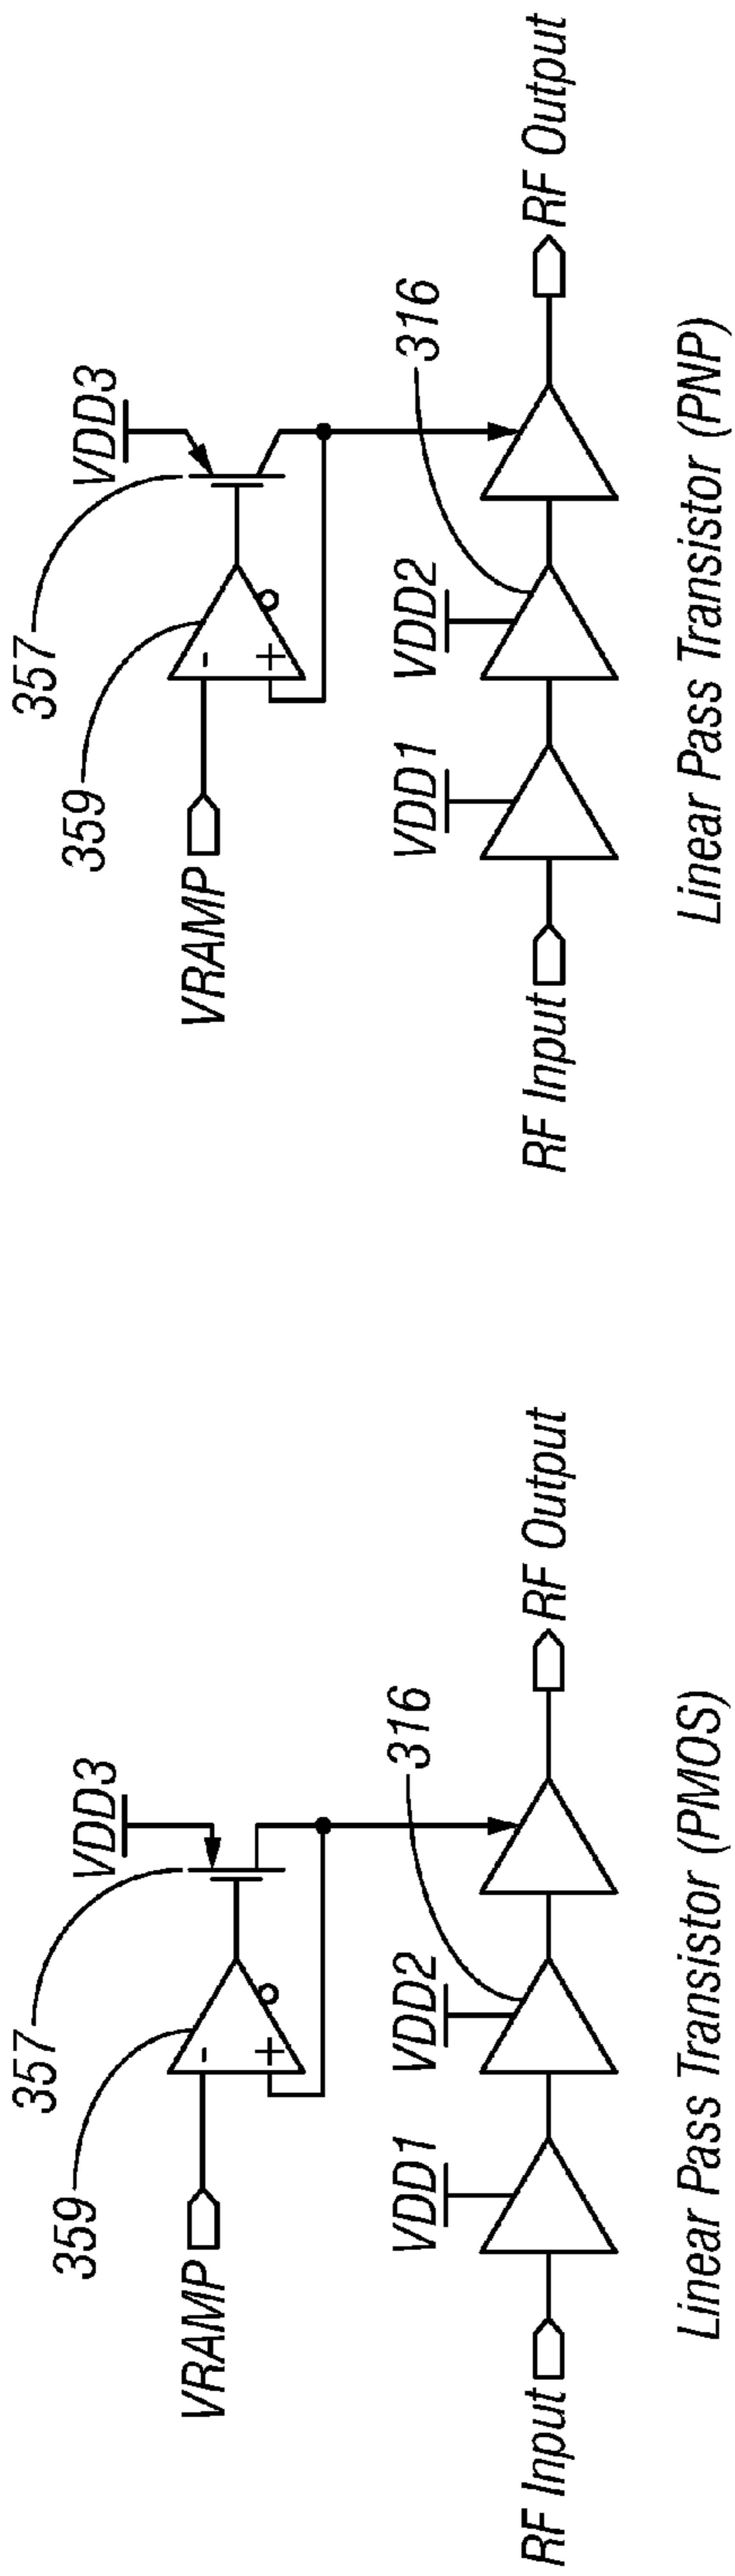 357
359
VDD3
VRAMP
-
+
316
VDD1
VDD2
RF Input
RF Output
Linear Pass Transistor (PMOS)
357
359
VDD3
VRAMP
-
+
316
VDD1
VDD2
RF Input
RF Output
Linear Pass Transistor (PNP)